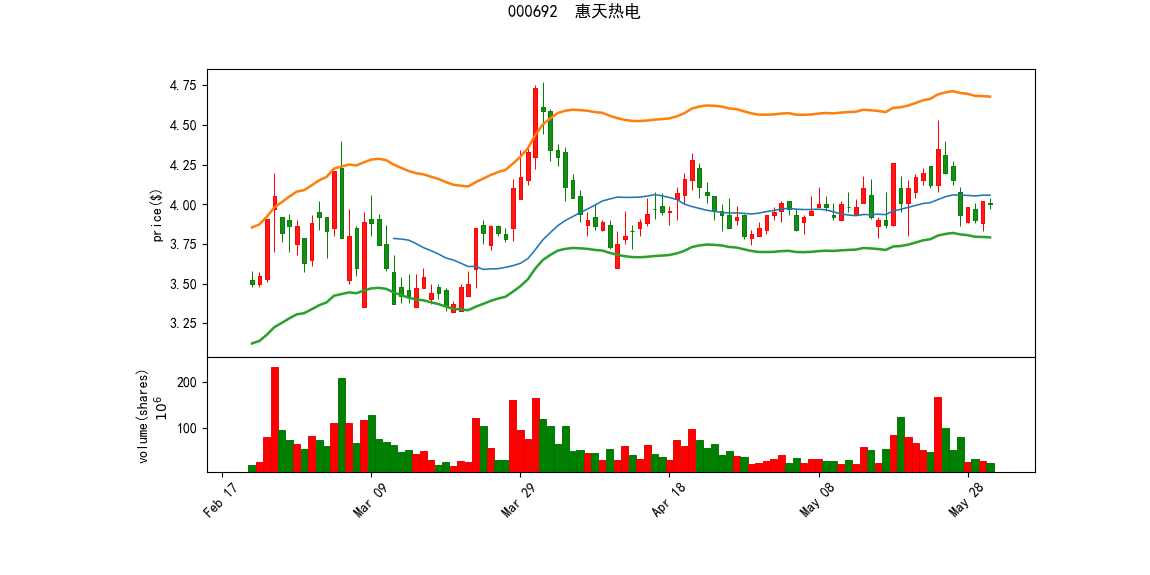 000692 惠天热电
price($)
4.75
4.50
4.25
4.00
3.75
3.50
3.25
volume(shares)
10^6
200
100
Feb 17
Mar 09
Mar 29
Apr 18
May 08
May 28